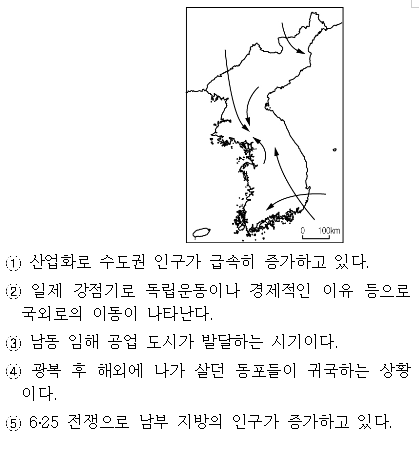 0 100km
① 산업화로 수도권 인구가 급속히 증가하고 있다.
② 일제 강점기로 독립운동이나 경제적인 이유 등으로
국외로의 이동이 나타난다.
③ 남동 임해 공업 도시가 발달하는 시기이다.
④ 광복 후 해외에 나가 살던 동포들이 귀국하는 상황
이다.
⑤ 6·25 전쟁으로 남부 지방의 인구가 증가하고 있다.